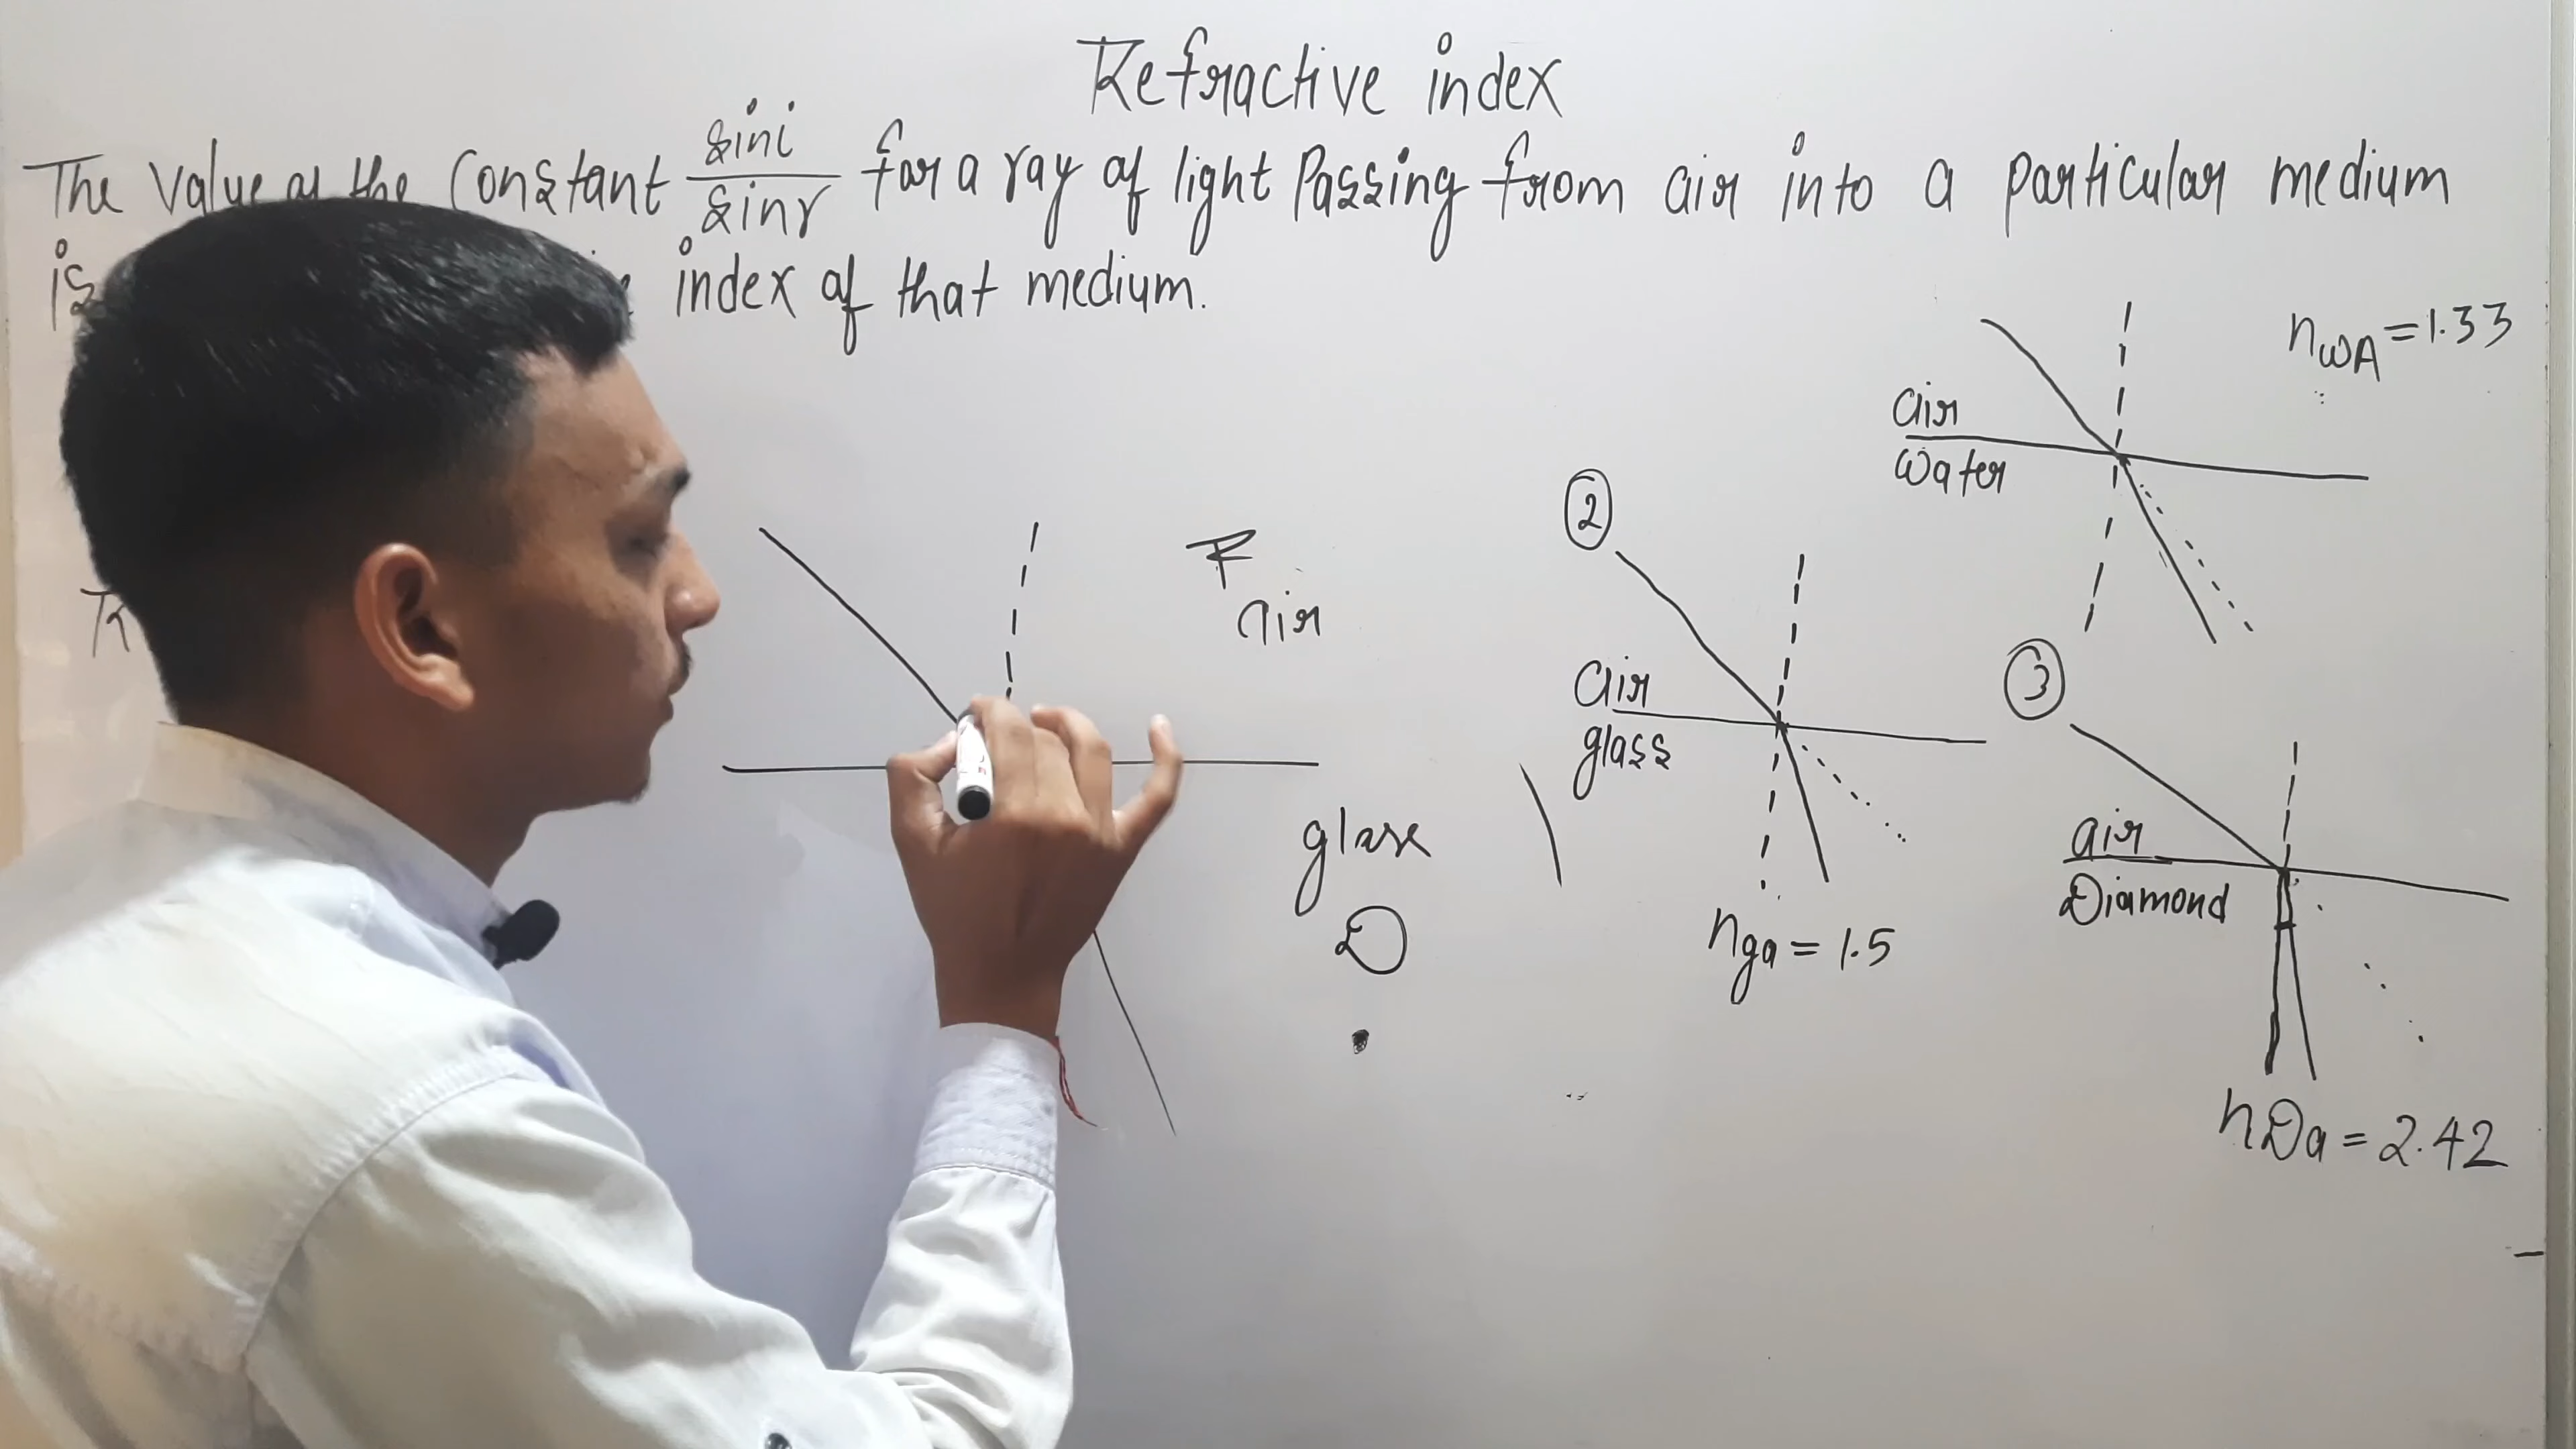 Refractive index
The value of the constant sini/sinr for a ray of light Passing from air into a particular medium
is index of that medium.
nWA = 1.33
air
Water
②
R
air
air
glass
nga = 1.5
glass
D
③
air
Diamond
nDa = 2.42